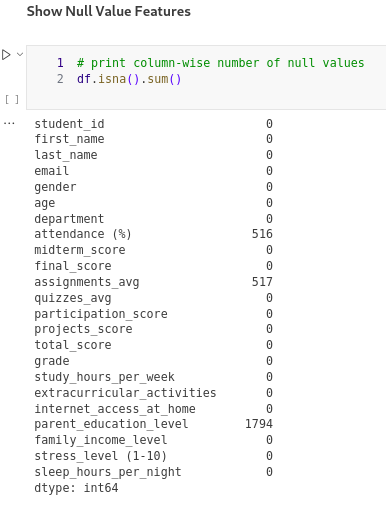 Show Null Value Features
1 # print column-wise number of null values
2 df.isna().sum()
[ ]
...
student_id 0
first_name 0
last_name 0
email 0
gender 0
age 0
department 0
attendance (%) 516
midterm_score 0
final_score 0
assignments_avg 517
quizzes_avg 0
participation_score 0
projects_score 0
total_score 0
grade 0
study_hours_per_week 0
extracurricular_activities 0
internet_access_at_home 0
parent_education_level 1794
family_income_level 0
stress_level (1-10) 0
sleep_hours_per_night 0
dtype: int64